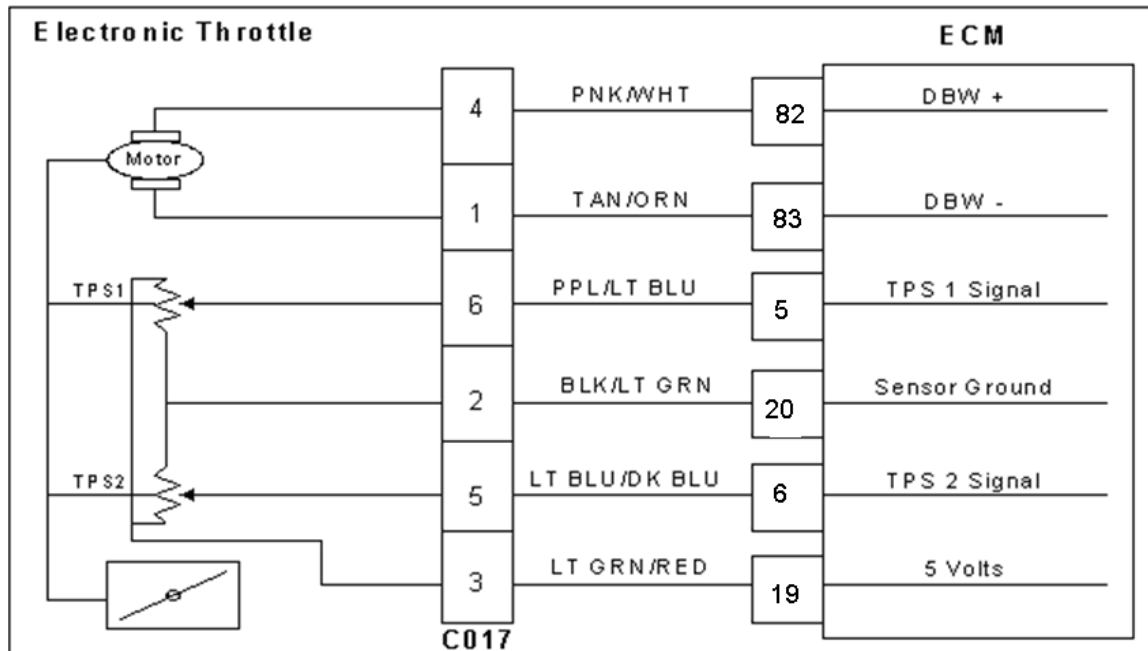 Electronic Throttle
ECM
4
PNK/WHT
82
DBW +
Motor
1
TAN/ORN
83
DBW -
TPS1
6
PPL/LT BLU
5
TPS 1 Signal
2
BLK/LT GRN
20
Sensor Ground
TPS2
5
LT BLU/DK BLU
6
TPS 2 Signal
3
LT GRN/RED
19
5 Volts
C017